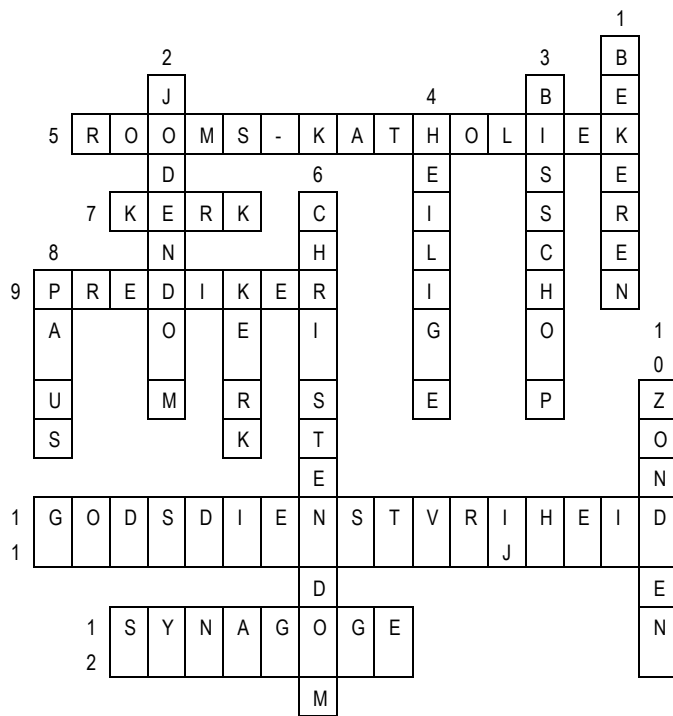 1
2 3 B
J 4 B E
5 R O O M S - K A T H O L I E K
D 6 E S E
7 K E R K C I S R
8 N H L C E
9 P R E D I K E R I H N
A O E I G O 1
0
U M R S E P Z
S K T O
E N
1 G O D S D I E N S T V R I H E I D
1 J
D E
1 S Y N A G O G E N
2
M